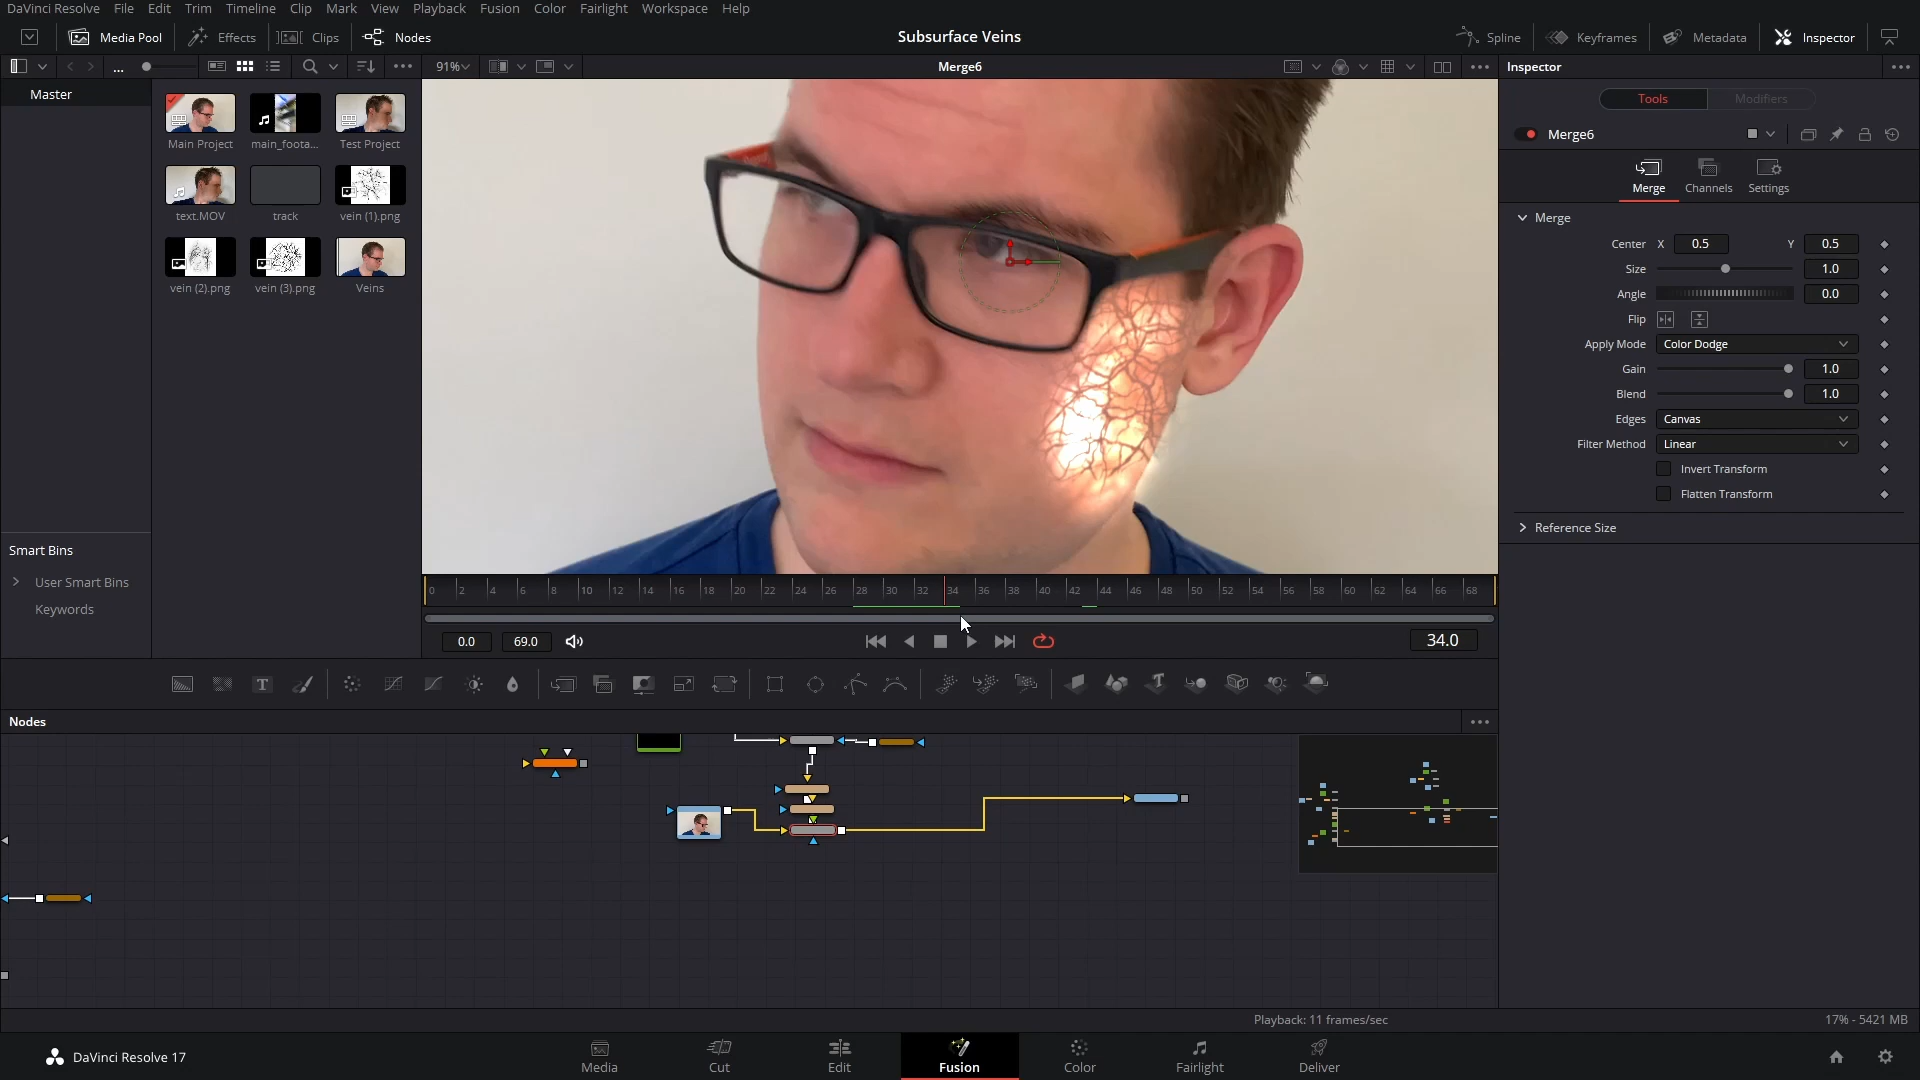 DaVinci Resolve File Edit Trim Timeline Clip Mark View Playback Fusion Color Fairlight Workspace Help
Media Pool Effects Clips Nodes Subsurface Veins Spline Keyframes Metadata Inspector
... 91% Merge6 Inspector
Master
Main Project main_foota... Test Project
text.MOV track vein (1).png
vein (2).png vein (3).png Veins
Smart Bins
User Smart Bins
Keywords
0 2 4 6 8 10 12 14 16 18 20 22 24 26 28 30 32 34 36 38 40 42 44 46 48 50 52 54 56 58 60 62 64 66 68
0.0 69.0 34.0
Tools Modifiers
Merge6
Merge Channels Settings
Merge
Center X 0.5 Y 0.5
Size 1.0
Angle 0.0
Flip
Apply Mode Color Dodge
Gain 1.0
Blend 1.0
Edges Canvas
Filter Method Linear
Invert Transform
Flatten Transform
Reference Size
T
Nodes
Playback: 11 frames/sec 17% - 5421 MB
DaVinci Resolve 17 Media Cut Edit Fusion Color Fairlight Deliver